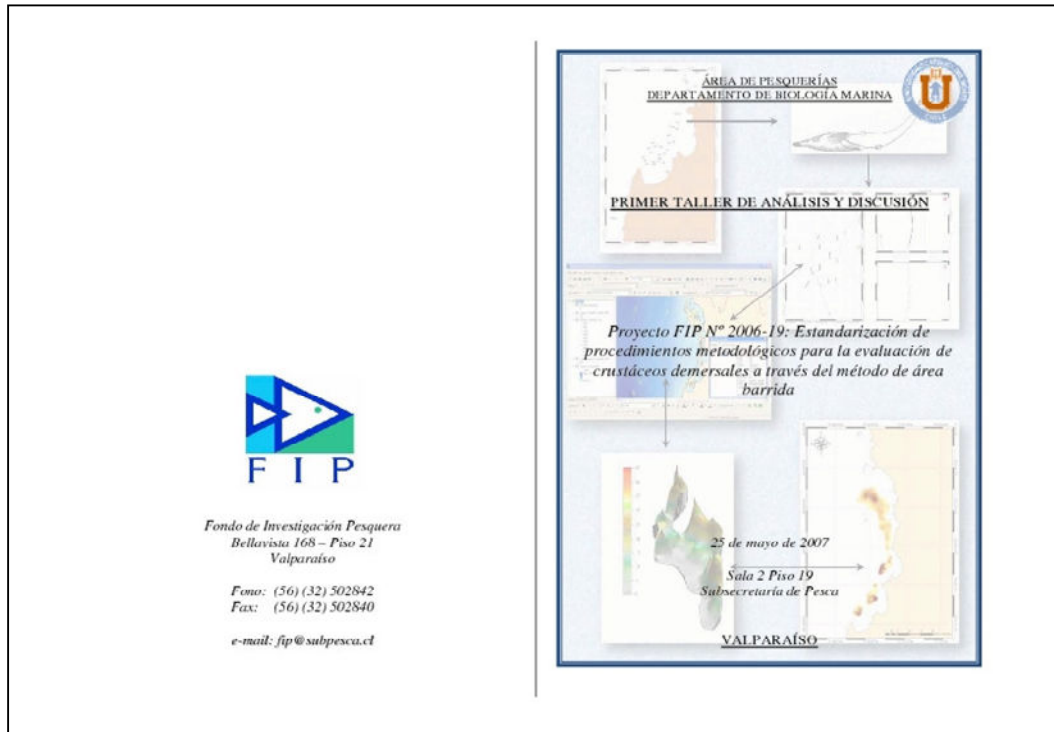 F I P
Fondo de Investigación Pesquera
Bellavista 168 – Piso 21
Valparaíso
Fono: (56) (32) 502842
Fax: (56) (32) 502840
e-mail: fip@subpesca.cl
ÁREA DE PESQUERÍAS
DEPARTAMENTO DE BIOLOGÍA MARINA
CHILE
PRIMER TALLER DE ANÁLISIS Y DISCUSIÓN
Proyecto FIP Nº 2006-19: Estandarización de
procedimientos metodológicos para la evaluación de
crustáceos demersales a través del método de área
barrida
25 de mayo de 2007
Sala 2 Piso 19
Subsecretaría de Pesca
VALPARAÍSO